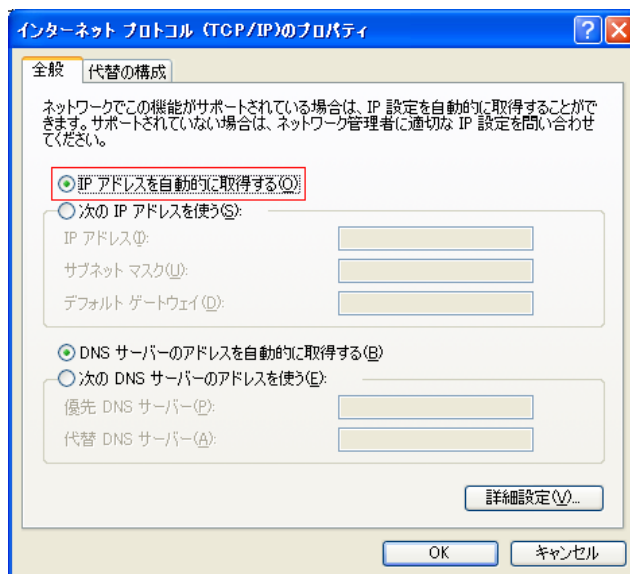 インターネット プロトコル (TCP/IP)のプロパティ
全般
代替の構成
ネットワークでこの機能がサポートされている場合は、IP 設定を自動的に取得することがで
きます。サポートされていない場合は、ネットワーク管理者に適切な IP 設定を問い合わせ
てください。
IP アドレスを自動的に取得する(O)
次の IP アドレスを使う(S):
IP アドレス(I):
サブネット マスク(U):
デフォルト ゲートウェイ(D):
DNS サーバーのアドレスを自動的に取得する(B)
次の DNS サーバーのアドレスを使う(E):
優先 DNS サーバー(P):
代替 DNS サーバー(A):
詳細設定(V)...
OK
キャンセル